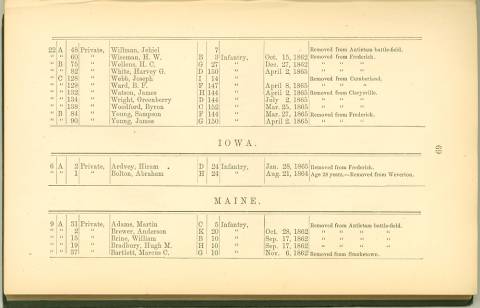 22 A 48 Private, Willman, Jehiel 7 Removed from Antietam battle-field.
" " 60 " Wiseman, H. W. B 3 Infantry, Oct. 15, 1862 Removed from Frederick.
" B 75 " Wellens, H. C. G 27 " Dec. 27, 1862 " " "
" " 82 " White, Harvey G. D 150 " April 2, 1865 " " "
" C 128 " Webb, Joseph I 14 " Removed from Cumberland.
" " 128 " Ward, B. F. F 147 " April 8, 1865 " " "
" " 132 " Watson, James H 144 " April 2, 1865 Removed from Clarysville.
" " 134 " Wright, Greenberry D 144 " July 2, 1865 " " "
" " 138 " Woolford, Byron C 152 " Mar. 25, 1865 " " "
" B 84 " Young, Sampson F 144 " Mar. 27, 1865 Removed from Frederick.
" " 90 " Young, James G 150 " April 2, 1865 " " "
IOWA.
6 A 2 Private, Ardvey, Hiram D 24 Infantry, Jan. 28, 1865 Removed from Frederick.
" " 1 " Bolton, Abraham H 24 " Aug. 21, 1864 Age 28 years.—Removed from Weverton.
69
MAINE.
9 A 31 Private, Adams, Martin C 5 Infantry, Removed from Antietam battle-field.
" " 2 " Brewer, Anderson K 20 " Oct. 28, 1862 " " " "
" " 15 " Brine, William B 10 " Sep. 17, 1862 " " " "
" " 19 " Bradbury, Hugh M. H 10 " Sep. 17, 1862 " " " "
" " 37 " Bartlett, Marcus C. G 10 " Nov. 6, 1862 Removed from Smoketown.